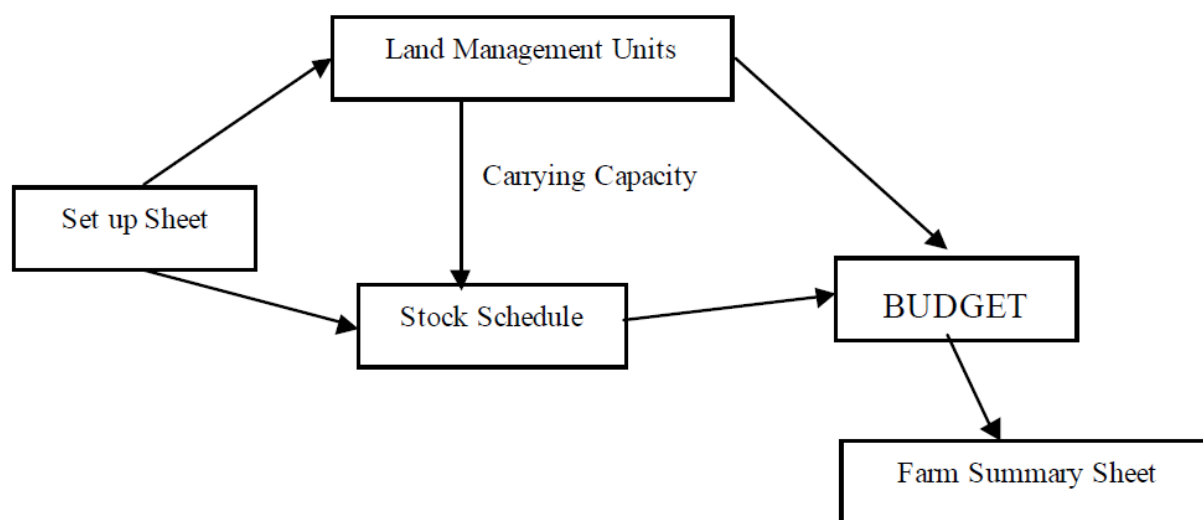 Land Management Units
Carrying Capacity
Set up Sheet
Stock Schedule
BUDGET
Farm Summary Sheet